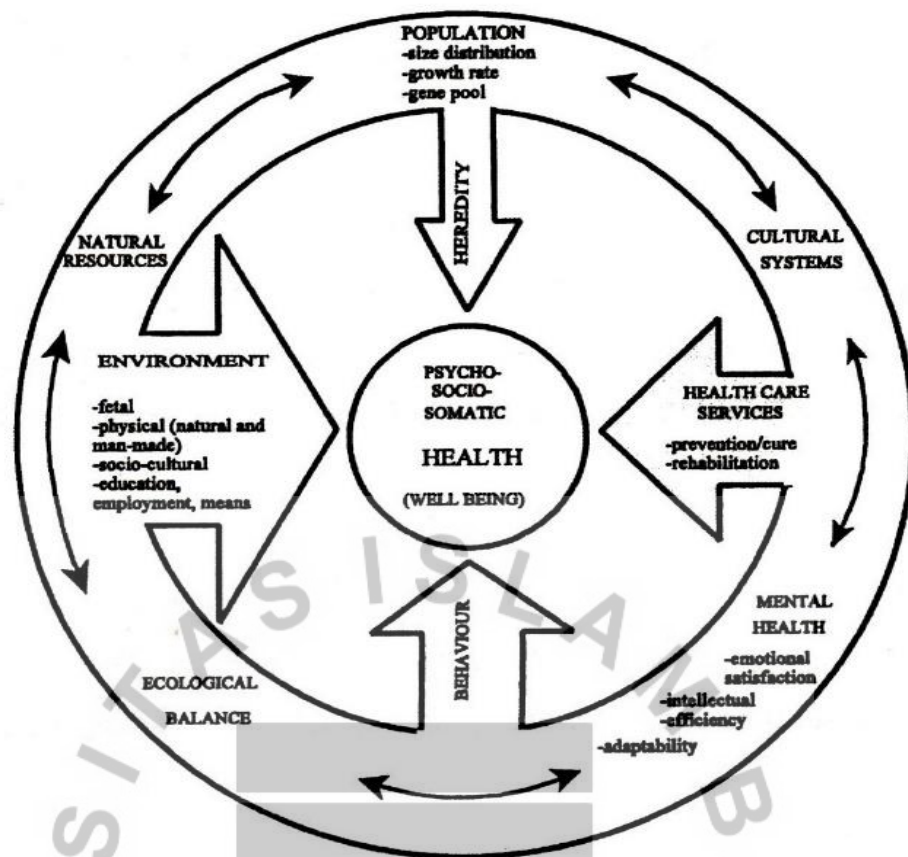 POPULATION
-size distribution
-growth rate
-gene pool
HEREDITY
NATURAL
RESOURCES
CULTURAL
SYSTEMS
ENVIRONMENT
-fetal
-physical (natural and
man-made)
-socio-cultural
-education,
employment, means
PSYCHO-
SOCIO-
SOMATIC
HEALTH
(WELL BEING)
HEALTH CARE
SERVICES
-prevention/cure
-rehabilitation
BEHAVIOUR
ECOLOGICAL
BALANCE
MENTAL
HEALTH
-emotional
satisfaction
-intellectual
-efficiency
-adaptability
SITAS ISLAM B